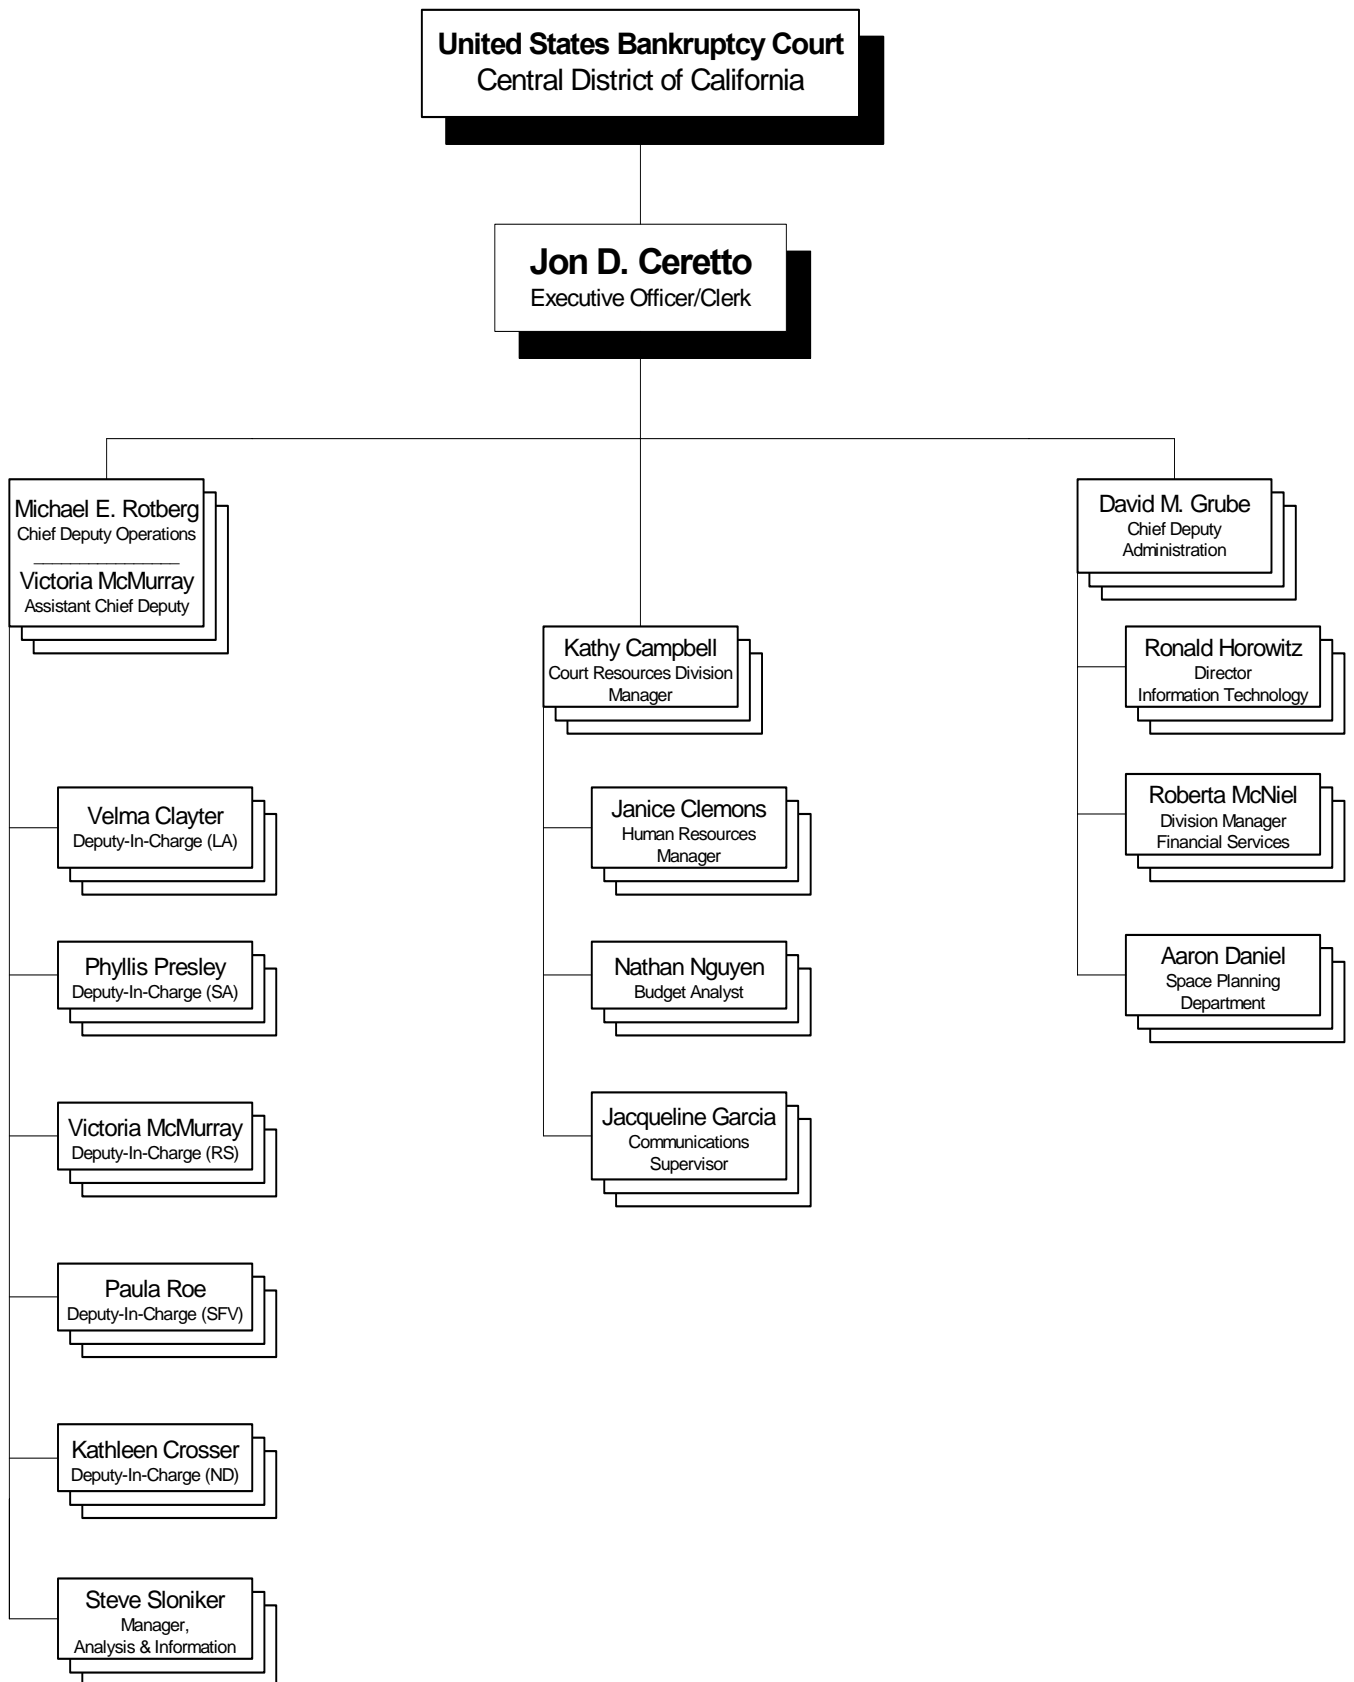 United States Bankruptcy Court
Central District of California
Jon D. Ceretto
Executive Officer/Clerk
Michael E. Rotberg
Chief Deputy Operations
________________
Victoria McMurray
Assistant Chief Deputy
Velma Clayter
Deputy-In-Charge (LA)
Phyllis Presley
Deputy-In-Charge (SA)
Victoria McMurray
Deputy-In-Charge (RS)
Paula Roe
Deputy-In-Charge (SFV)
Kathleen Crosser
Deputy-In-Charge (ND)
Steve Sloniker
Manager,
Analysis & Information
Kathy Campbell
Court Resources Division
Manager
Janice Clemons
Human Resources
Manager
Nathan Nguyen
Budget Analyst
Jacqueline Garcia
Communications
Supervisor
David M. Grube
Chief Deputy
Administration
Ronald Horowitz
Director
Information Technology
Roberta McNiel
Division Manager
Financial Services
Aaron Daniel
Space Planning
Department